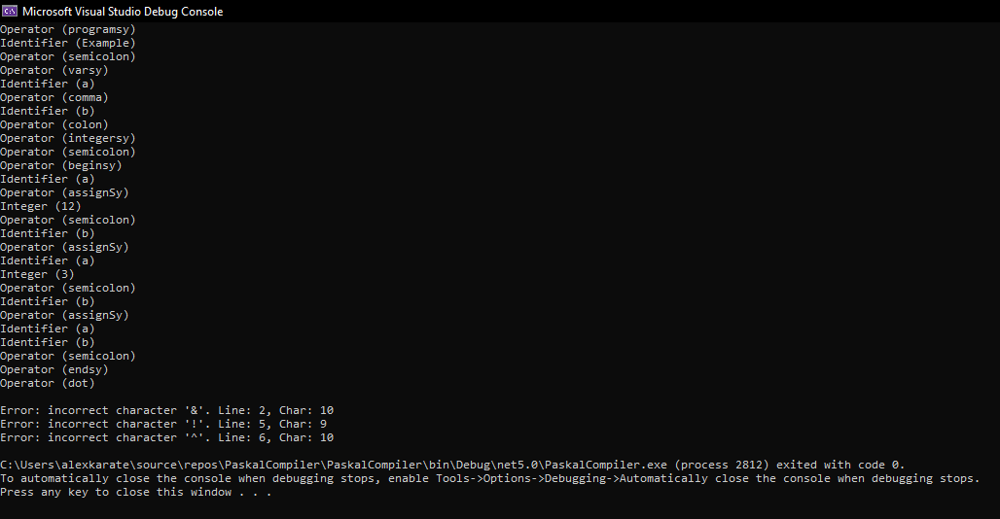 Microsoft Visual Studio Debug Console
Operator (programsy)
Identifier (Example)
Operator (semicolon)
Operator (varsy)
Identifier (a)
Operator (comma)
Identifier (b)
Operator (colon)
Operator (integersy)
Operator (semicolon)
Operator (beginsy)
Identifier (a)
Operator (assignSy)
Integer (12)
Operator (semicolon)
Identifier (b)
Operator (assignSy)
Identifier (a)
Integer (3)
Operator (semicolon)
Identifier (b)
Operator (assignSy)
Identifier (a)
Identifier (b)
Operator (semicolon)
Operator (endsy)
Operator (dot)
Error: incorrect character '&'. Line: 2, Char: 10
Error: incorrect character '!'. Line: 5, Char: 9
Error: incorrect character '^'. Line: 6, Char: 10
C:\Users\alexkarate\source\repos\PaskalCompiler\PaskalCompiler\bin\Debug\net5.0\PaskalCompiler.exe (process 2812) exited with code 0.
To automatically close the console when debugging stops, enable Tools->Options->Debugging->Automatically close the console when debugging stops.
Press any key to close this window . . .